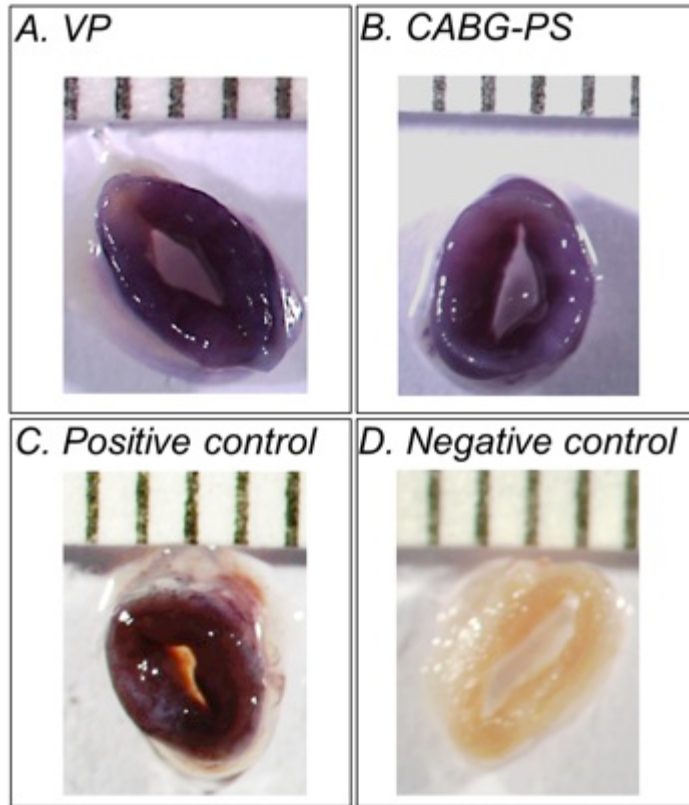 A. VP
B. CABG-PS
C. Positive control
D. Negative control